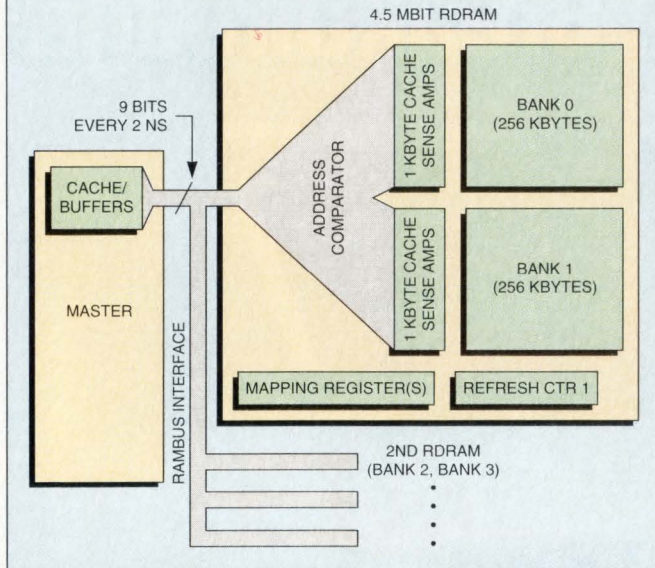 4.5 MBIT RDRAM
9 BITS
EVERY 2 NS
CACHE/
BUFFERS
MASTER
RAMBUS INTERFACE
ADDRESS
COMPARATOR
1 KBYTE CACHE
SENSE AMPS
BANK 0
(256 KBYTES)
1 KBYTE CACHE
SENSE AMPS
BANK 1
(256 KBYTES)
MAPPING REGISTER(S)
REFRESH CTR 1
2ND RDRAM
(BANK 2, BANK 3)